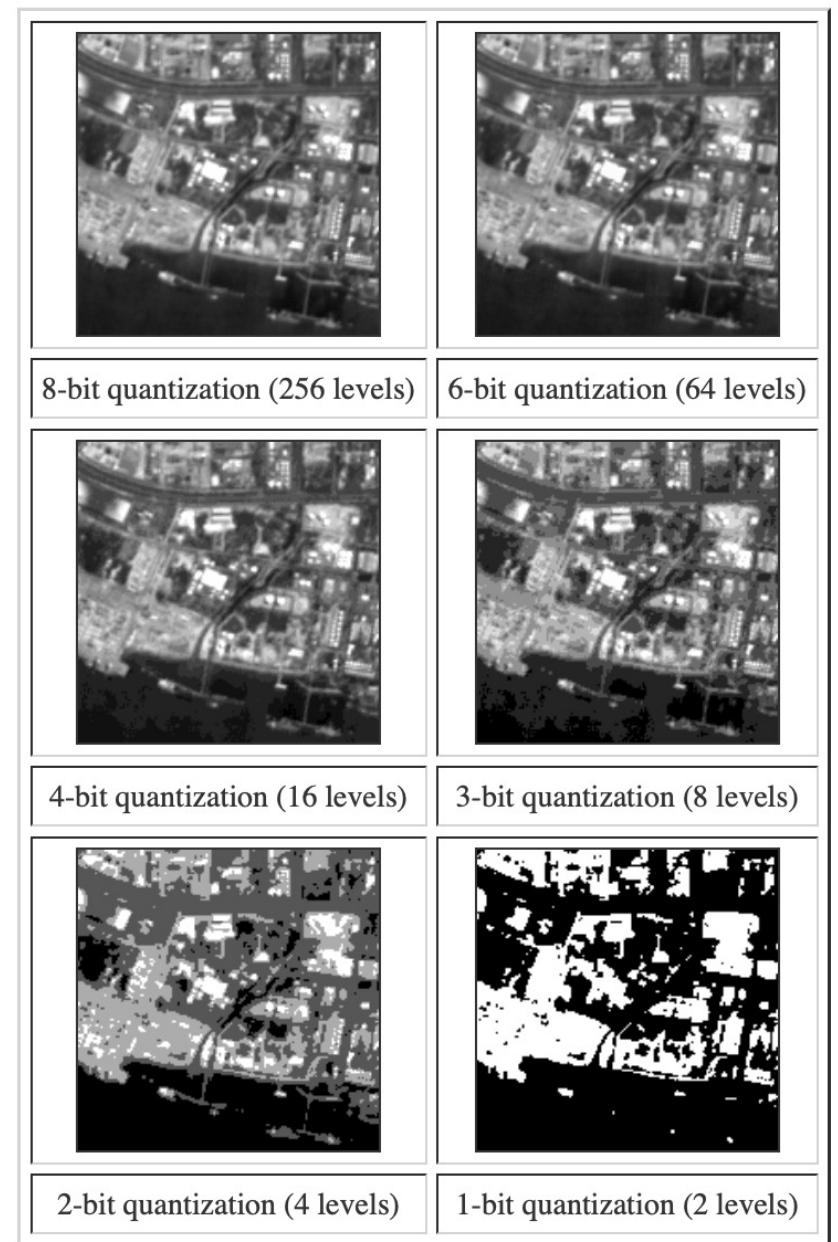 8-bit quantization (256 levels)
6-bit quantization (64 levels)
4-bit quantization (16 levels)
3-bit quantization (8 levels)
2-bit quantization (4 levels)
1-bit quantization (2 levels)